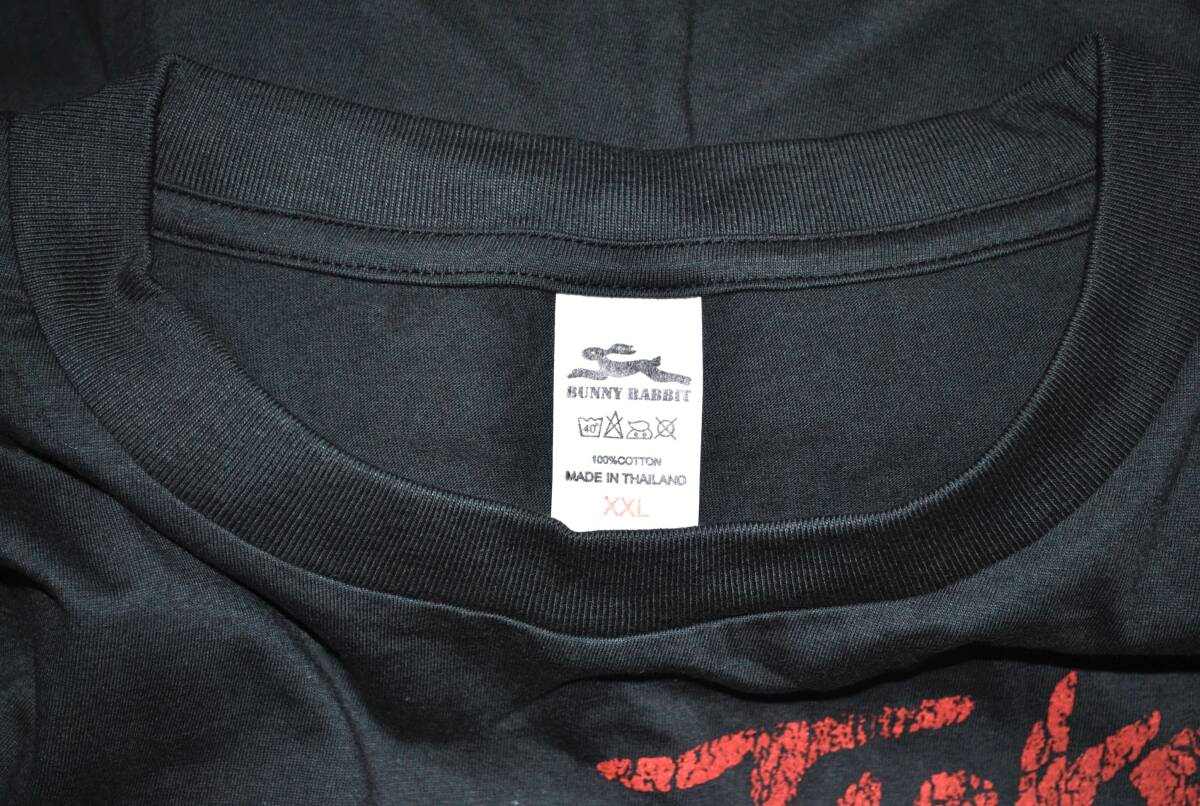 BUNNY RABBIT
40°
100%COTTON
MADE IN THAILAND
XXL